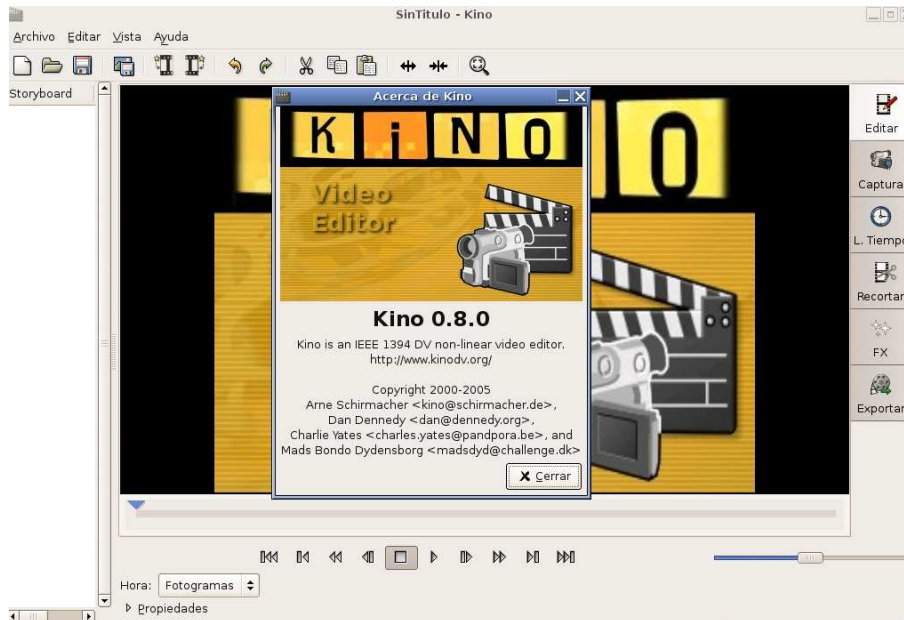 SinTitulo - Kino
Archivo Editar Vista Ayuda
Storyboard
Acerca de Kino
KiNO
Video
Editor
Kino 0.8.0
Kino is an IEEE 1394 DV non-linear video editor.
http://www.kinodv.org/
Copyright 2000-2005
Arne Schirmacher <kino@schirmacher.de>,
Dan Dennedy <dan@dennedy.org>,
Charlie Yates <charles.yates@pandpora.be>, and
Mads Bondo Dydensborg <madsdyd@challenge.dk>
Cerrar
O
Editar
Captura
L. Tiempo
Recortar
FX
Exportar
Hora: Fotogramas
Propiedades